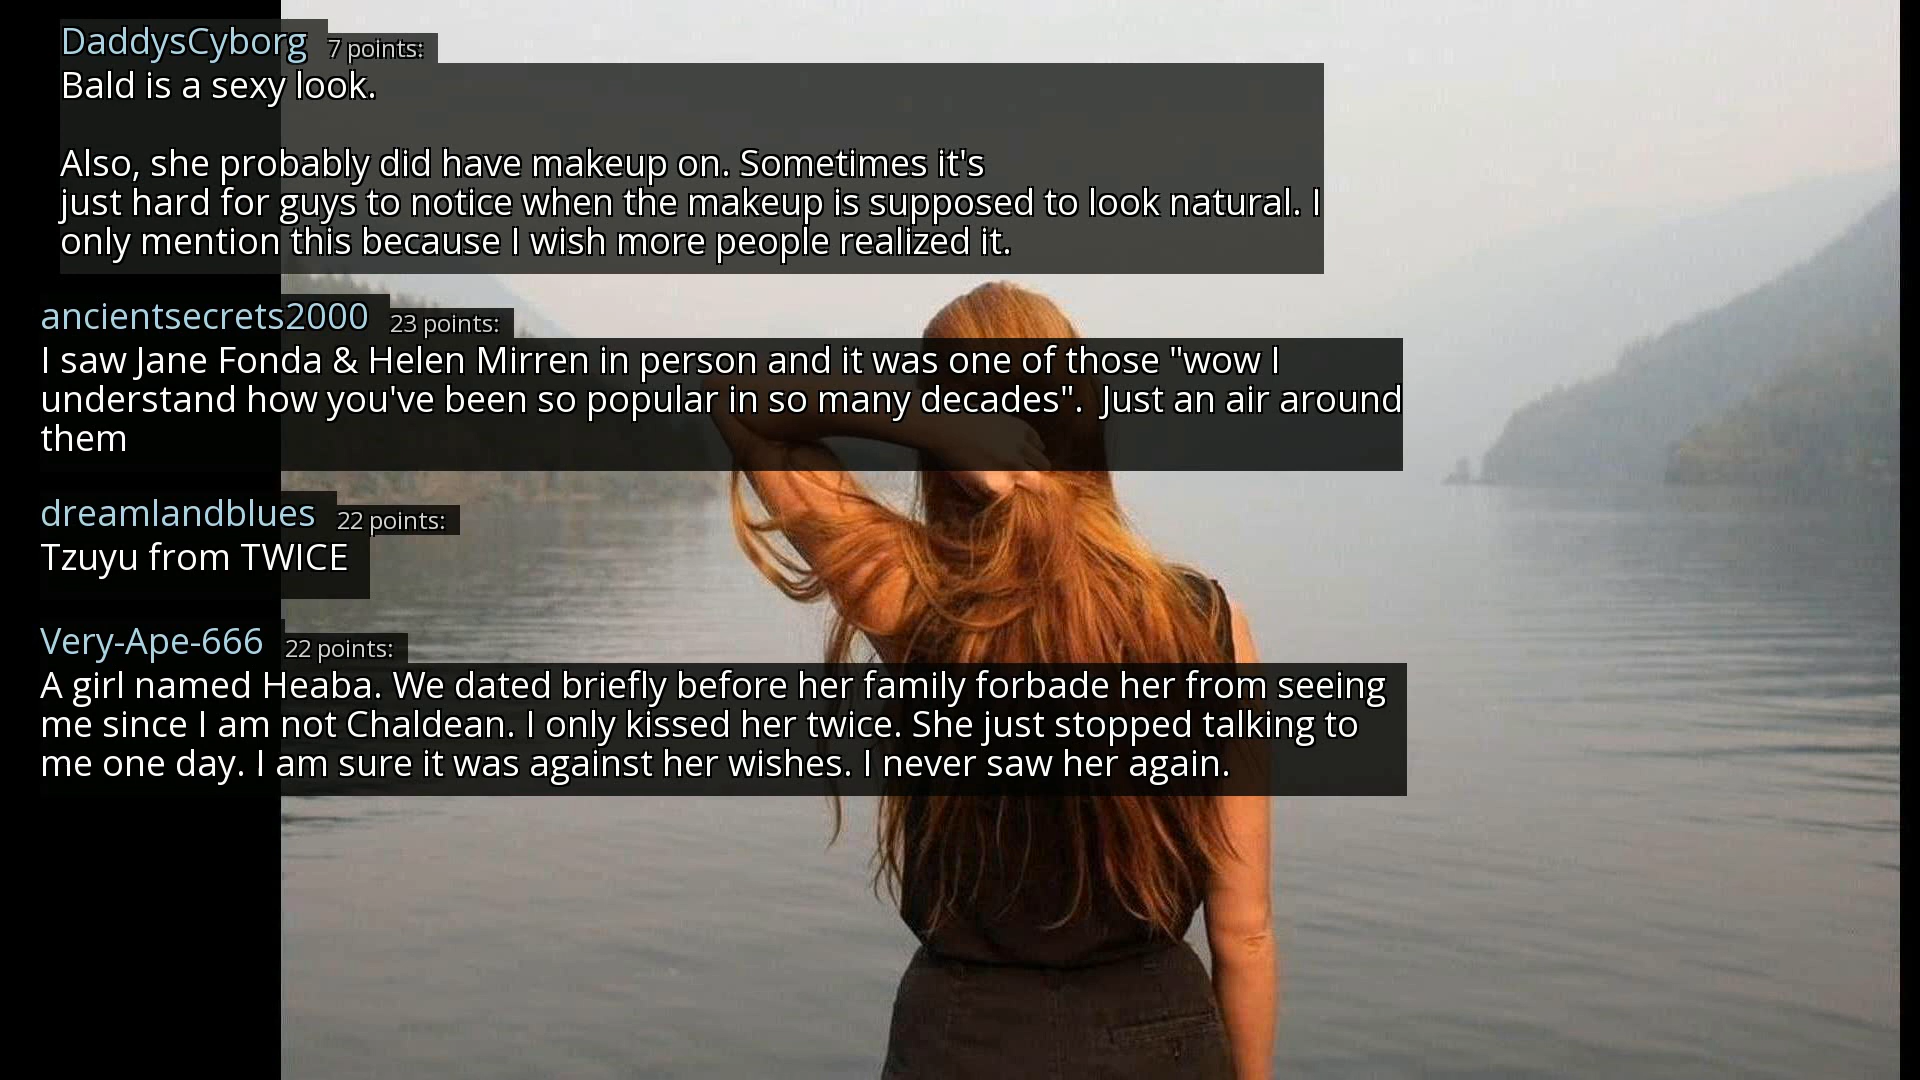 DaddysCyborg 7 points:
Bald is a sexy look.
Also, she probably did have makeup on. Sometimes it's
just hard for guys to notice when the makeup is supposed to look natural. I
only mention this because I wish more people realized it.
ancientsecrets2000 23 points:
I saw Jane Fonda & Helen Mirren in person and it was one of those "wow I
understand how you've been so popular in so many decades".  Just an air around
them
dreamlandblues 22 points:
Tzuyu from TWICE
Very-Ape-666 22 points:
A girl named Heaba. We dated briefly before her family forbade her from seeing
me since I am not Chaldean. I only kissed her twice. She just stopped talking to
me one day. I am sure it was against her wishes. I never saw her again.